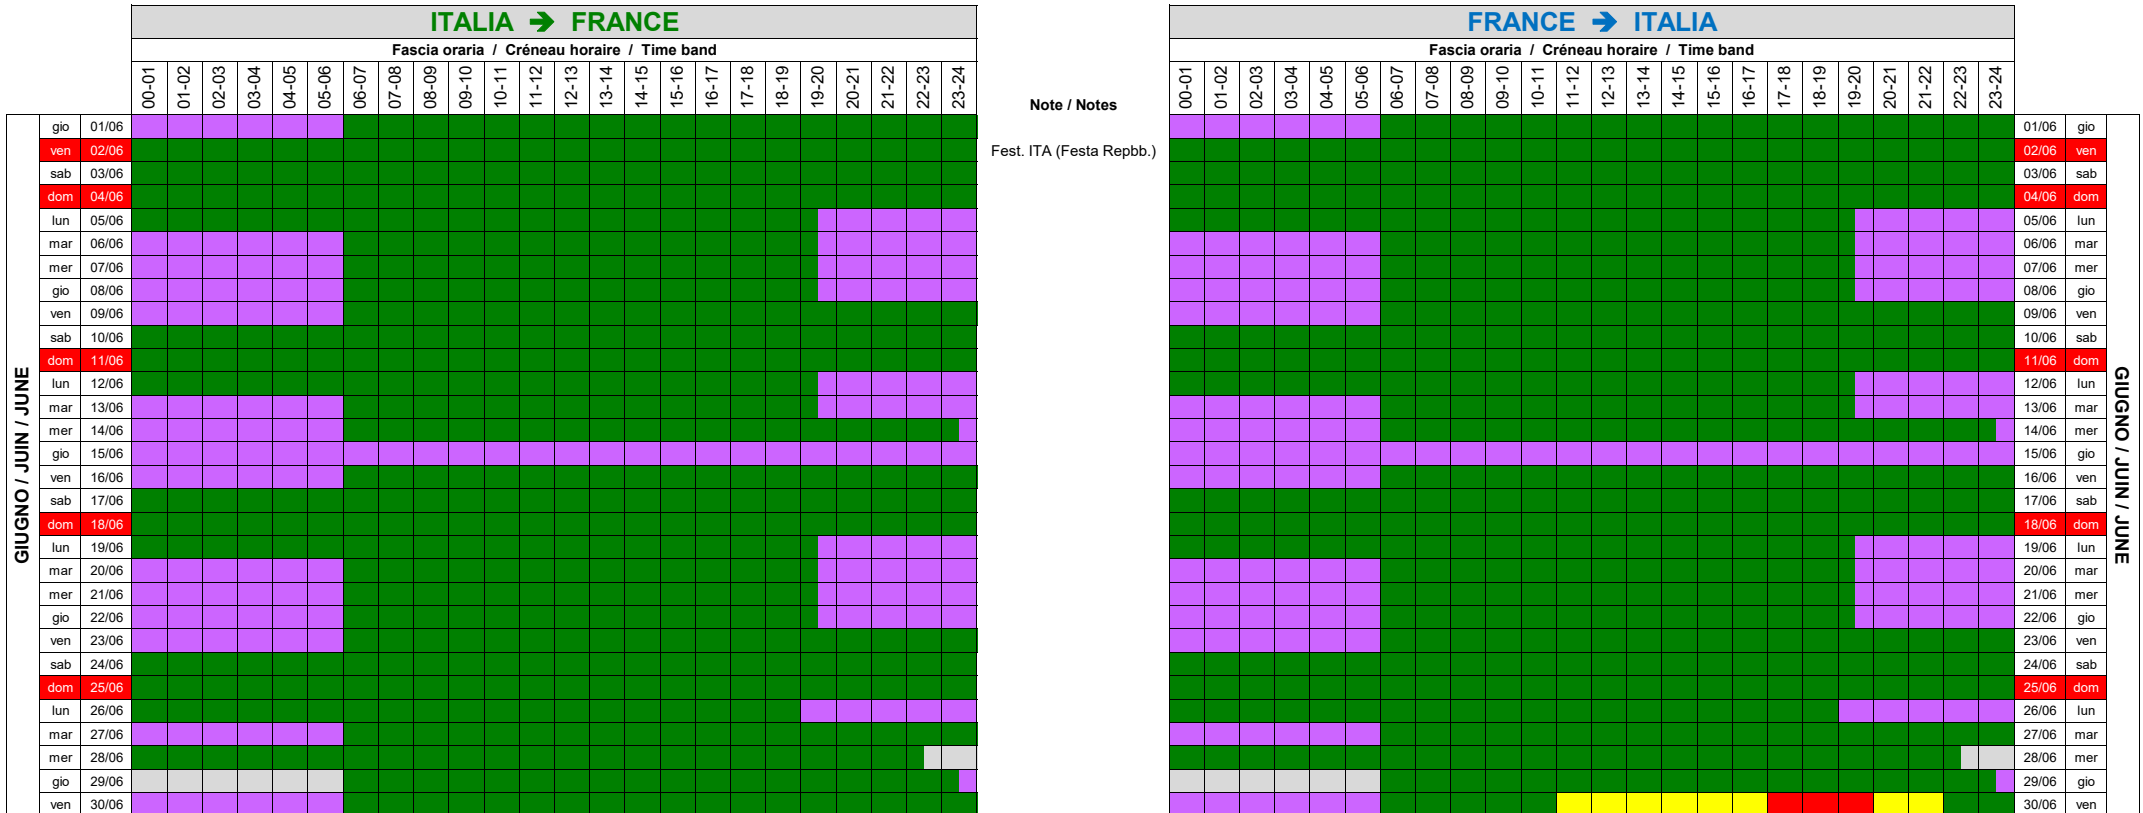 ITALIA ➔ FRANCE
FRANCE ➔ ITALIA
Fascia oraria / Créneau horaire / Time band
Fascia oraria / Créneau horaire / Time band
00-01 01-02 02-03 03-04 04-05 05-06 06-07 07-08 08-09 09-10 10-11 11-12 12-13 13-14 14-15 15-16 16-17 17-18 18-19 19-20 20-21 21-22 22-23 23-24
Note / Notes
00-01 01-02 02-03 03-04 04-05 05-06 06-07 07-08 08-09 09-10 10-11 11-12 12-13 13-14 14-15 15-16 16-17 17-18 18-19 19-20 20-21 21-22 22-23 23-24
GIUGNO / JUIN / JUNE
gio 01/06 01/06 gio
ven 02/06 Fest. ITA (Festa Repbb.) 02/06 ven
sab 03/06 03/06 sab
dom 04/06 04/06 dom
lun 05/06 05/06 lun
mar 06/06 06/06 mar
mer 07/06 07/06 mer
gio 08/06 08/06 gio
ven 09/06 09/06 ven
sab 10/06 10/06 sab
dom 11/06 11/06 dom
lun 12/06 12/06 lun
mar 13/06 13/06 mar
mer 14/06 14/06 mer
gio 15/06 15/06 gio
ven 16/06 16/06 ven
sab 17/06 17/06 sab
dom 18/06 18/06 dom
lun 19/06 19/06 lun
mar 20/06 20/06 mar
mer 21/06 21/06 mer
gio 22/06 22/06 gio
ven 23/06 23/06 ven
sab 24/06 24/06 sab
dom 25/06 25/06 dom
lun 26/06 26/06 lun
mar 27/06 27/06 mar
mer 28/06 28/06 mer
gio 29/06 29/06 gio
ven 30/06 30/06 ven
GIUGNO / JUIN / JUNE